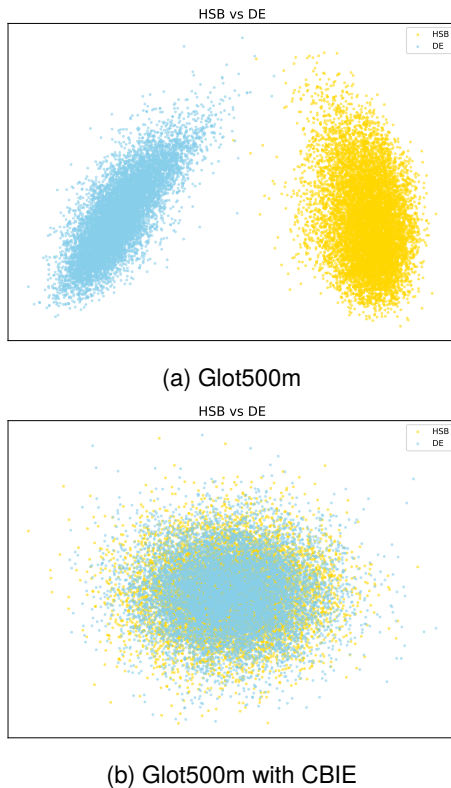 HSB vs DE
HSB
DE
(a) Glot500m
HSB vs DE
HSB
DE
(b) Glot500m with CBIE